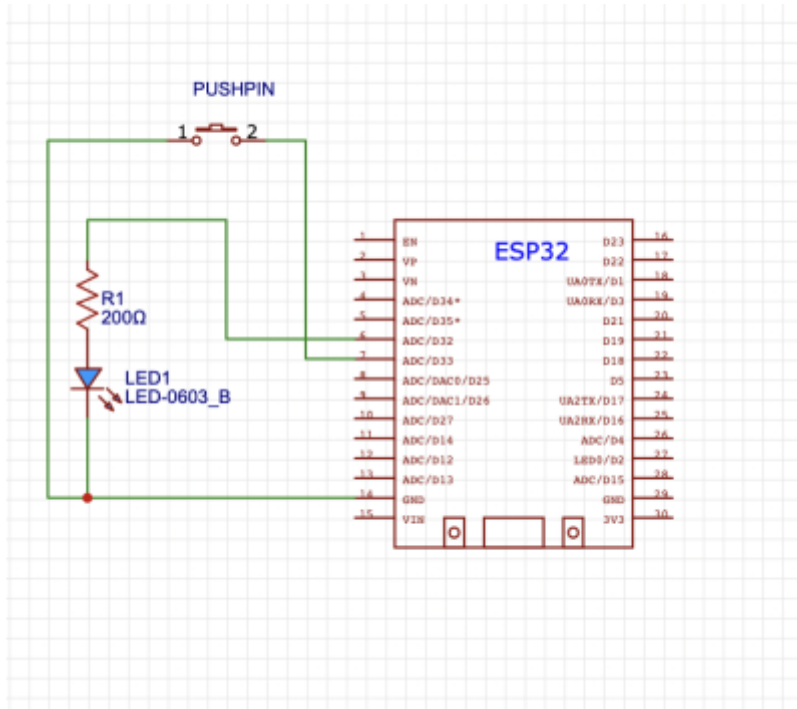 PUSHPIN
1 2
R1
200Ω
LED1
LED-0603_B
ESP32
1 EN
2 VP
3 VN
4 ADC/D34*
5 ADC/D35*
6 ADC/D32
7 ADC/D33
8 ADC/DAC0/D25
9 ADC/DAC1/D26
10 ADC/D27
11 ADC/D14
12 ADC/D12
13 ADC/D13
14 GND
15 VIN
D23 16
D22 17
UA0TX/D1 18
UA0RX/D3 19
D21 20
D19 21
D18 22
D5 23
UA2TX/D17 24
UA2RX/D16 25
ADC/D4 26
LED0/D2 27
ADC/D15 28
GND 29
3V3 30